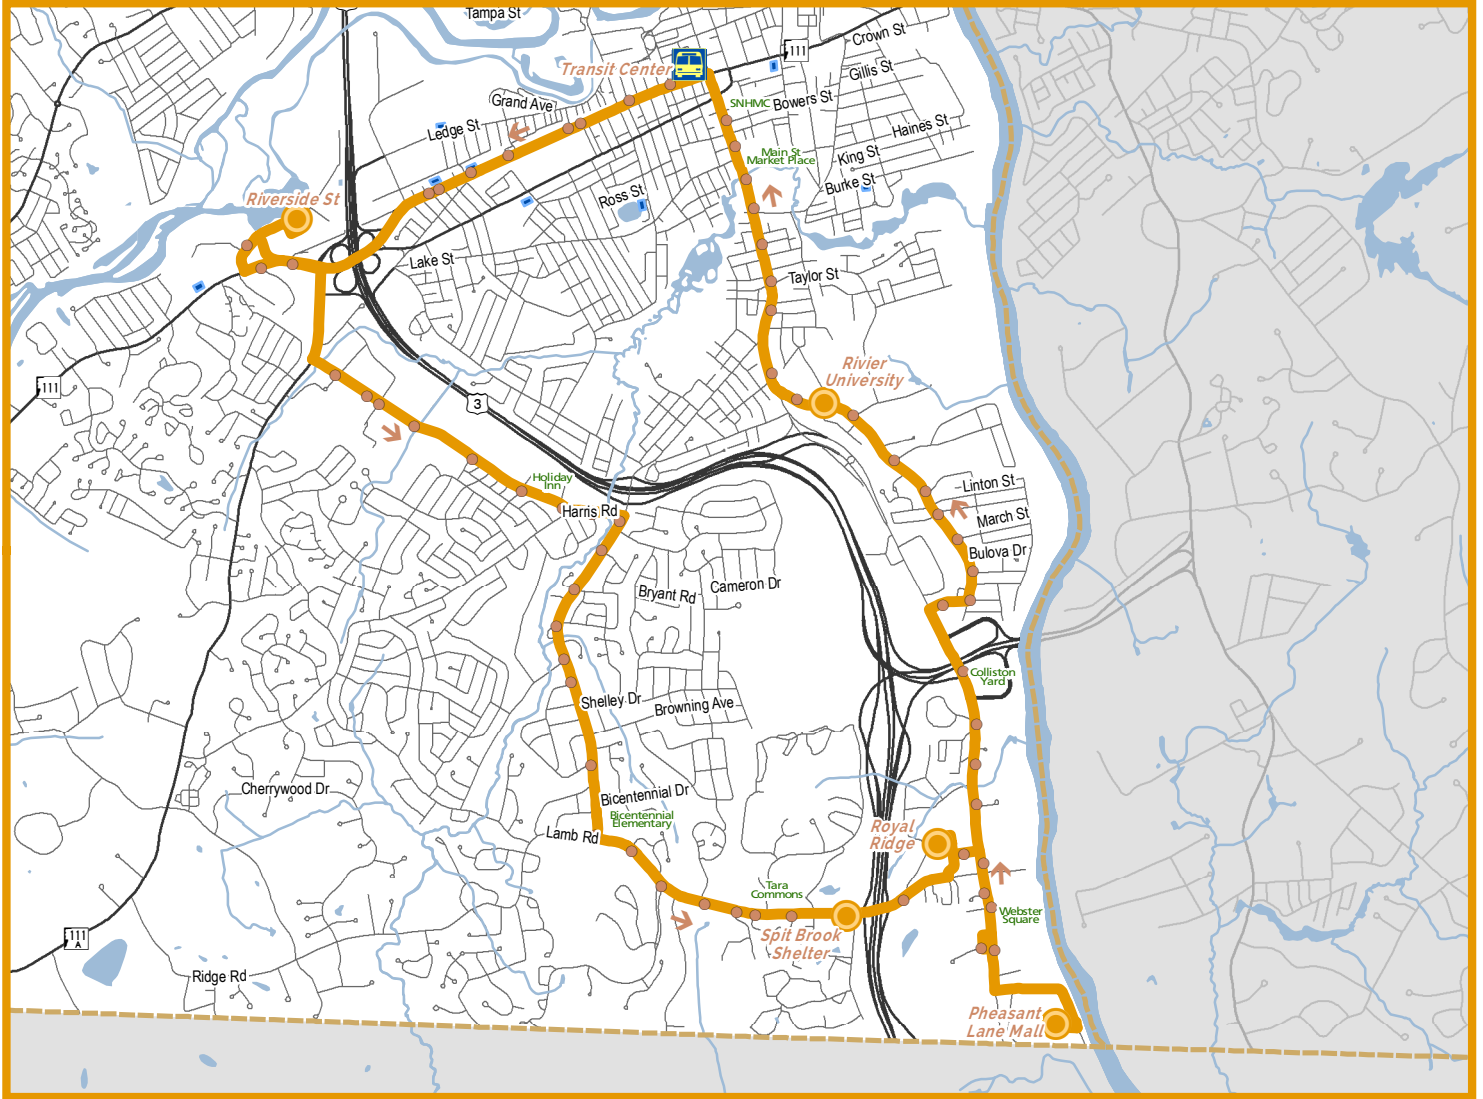 Tampa St
Crown St
111
Transit Center
Gillis St
Grand Ave
SNHMC
Bowers St
Ledge St
Haines St
Main St
Market Place
King St
Burke St
Riverside St
Ross St
Lake St
Taylor St
Rivier
University
111
3
Holiday
Inn
Linton St
Harris Rd
March St
Bulova Dr
Bryant Rd
Cameron Dr
Colliston
Yard
Shelley Dr
Browning Ave
Cherrywood Dr
Bicentennial Dr
Bicentennial
Elementary
Lamb Rd
Royal
Ridge
Tara
Commons
Webster
Square
111
A
Spit Brook
Shelter
Ridge Rd
Pheasant
Lane Mall